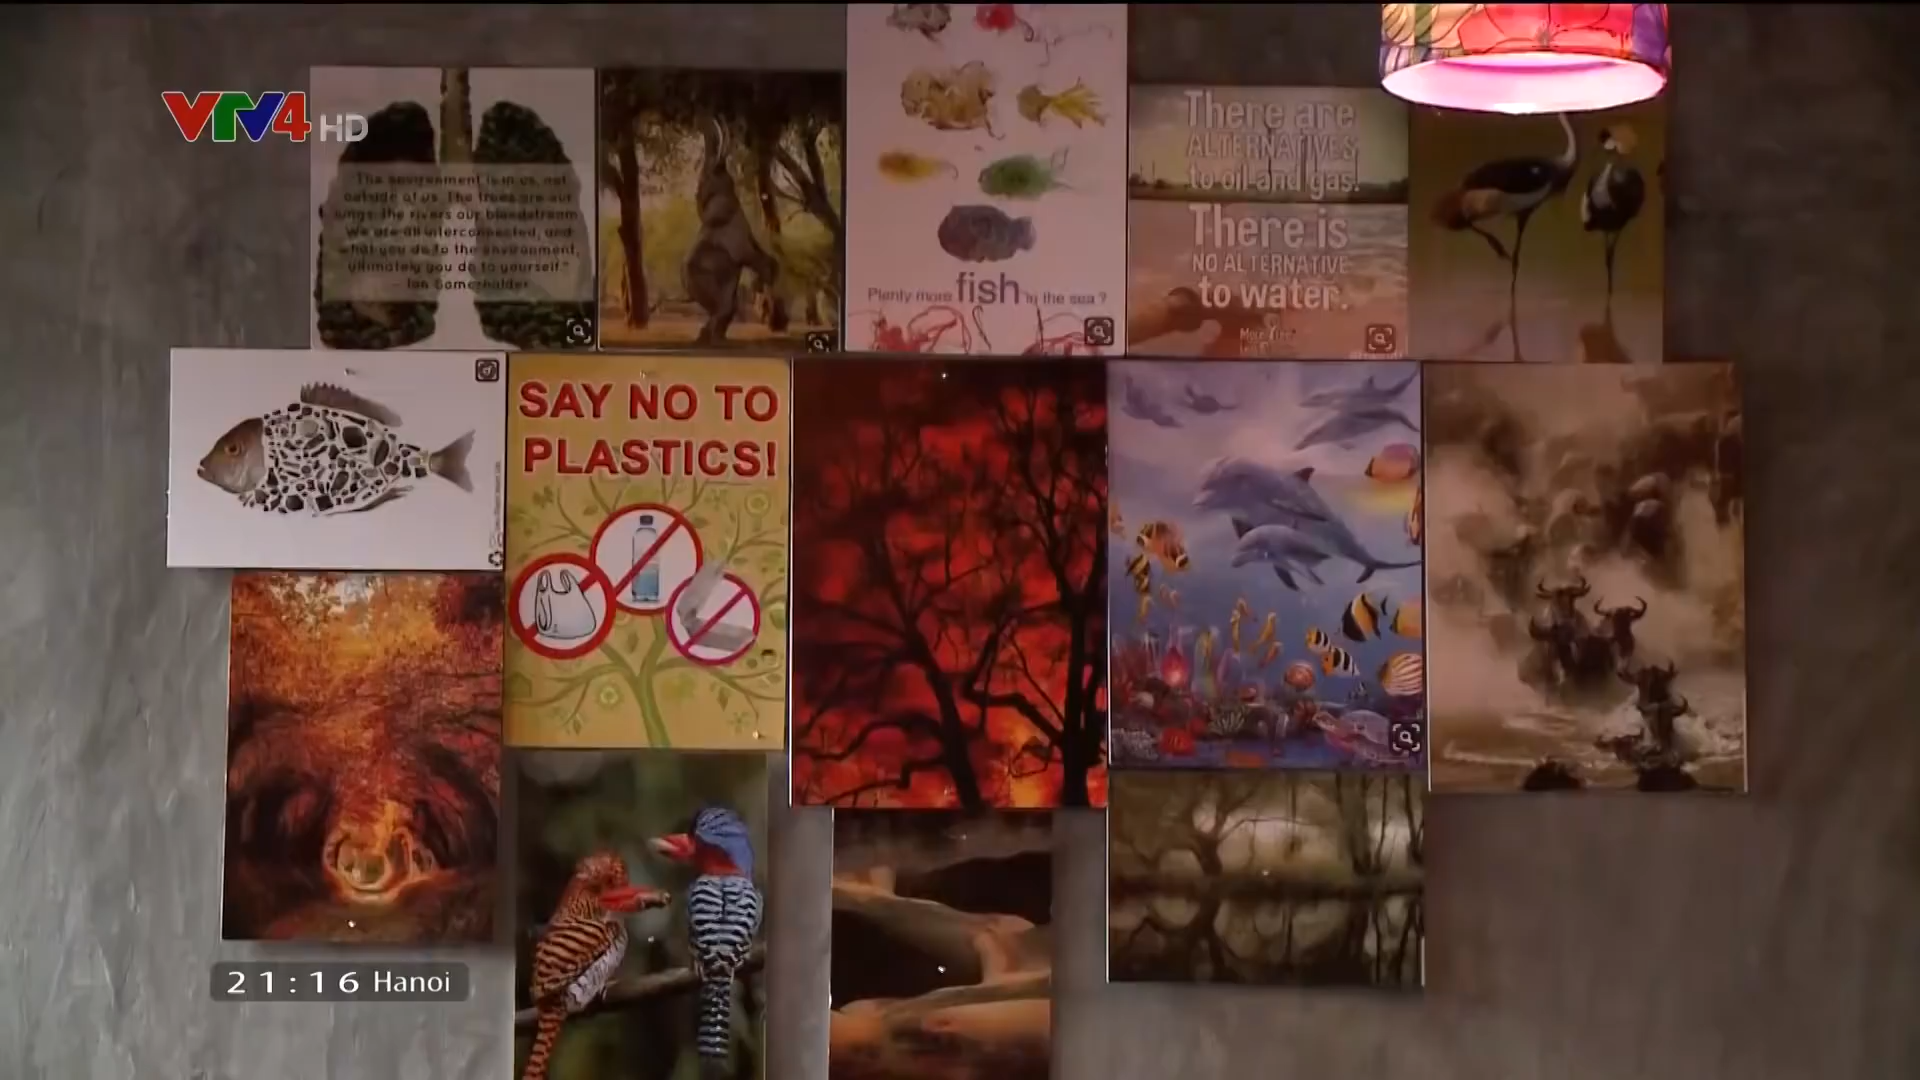 VTV4 HD
"The environment is in us, not
outside of us. The trees are our
lungs, the rivers our bloodstream.
We are all interconnected, and
what you do to the environment,
ultimately you do to yourself."
- Ian Somerhalder
Plenty more fish in the sea ?
There are
ALTERNATIVES
to oil and gas!
There is
NO ALTERNATIVE
to water.
SAY NO TO
PLASTICS!
21:16 Hanoi